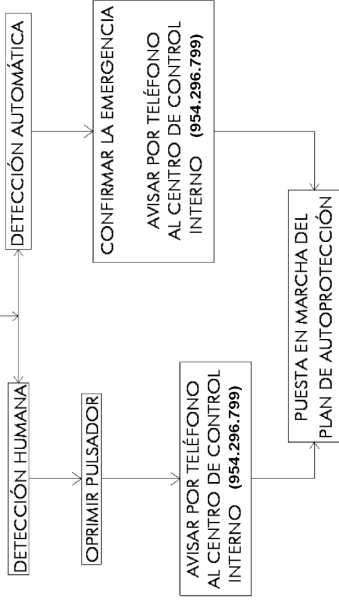 DETECCIÓN HUMANA
OPRIMIR PULSADOR
AVISAR POR TELÉFONO
AL CENTRO DE CONTROL
INTERNO (954.296.799)
DETECCIÓN AUTOMÁTICA
CONFIRMAR LA EMERGENCIA
AVISAR POR TELÉFONO
AL CENTRO DE CONTROL
INTERNO (954.296.799)
PUESTA EN MARCHA DEL
PLAN DE AUTOPROTECCIÓN